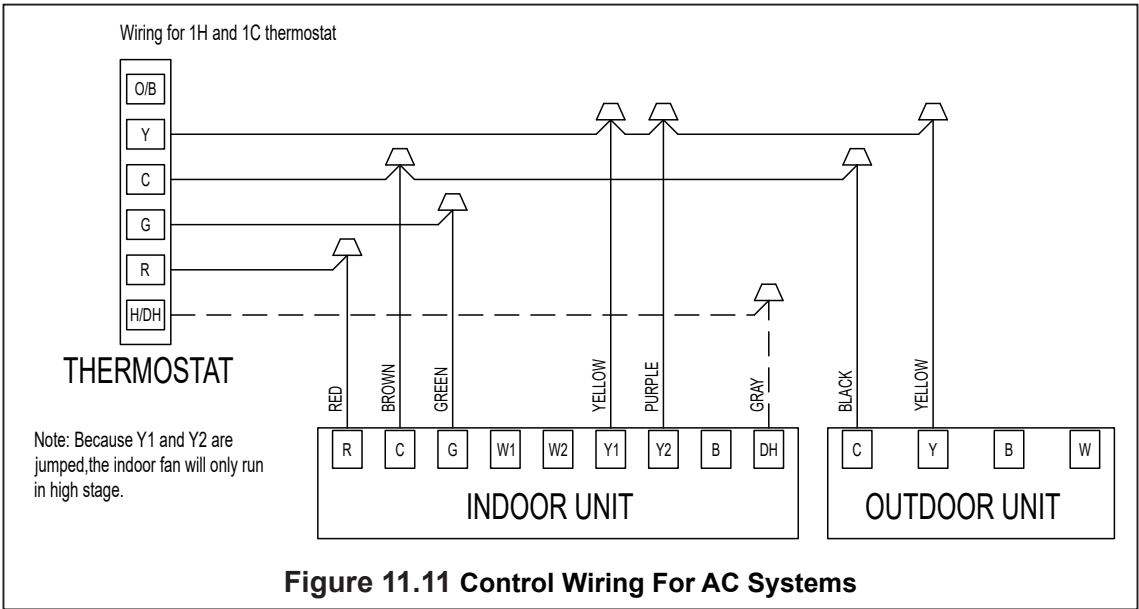 Wiring for 1H and 1C thermostat
O/B
Y
C
G
R
H/DH
THERMOSTAT
Note: Because Y1 and Y2 are
jumped,the indoor fan will only run
in high stage.
RED
BROWN
GREEN
YELLOW
PURPLE
GRAY
BLACK
YELLOW
R C G W1 W2 Y1 Y2 B DH
INDOOR UNIT
C Y B W
OUTDOOR UNIT
Figure 11.11 Control Wiring For AC Systems